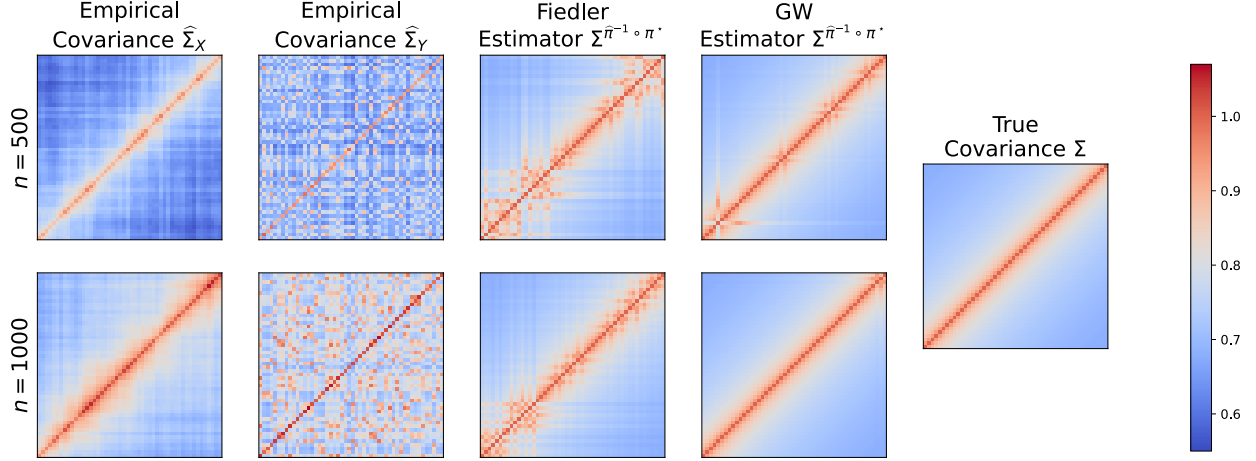 Empirical
Covariance Σ̂_X
Empirical
Covariance Σ̂_Y
Fiedler
Estimator Σ^{π̂⁻¹ ∘ π*}
GW
Estimator Σ^{π̂⁻¹ ∘ π*}
n = 500
n = 1000
True
Covariance Σ
1.0
0.9
0.8
0.7
0.6